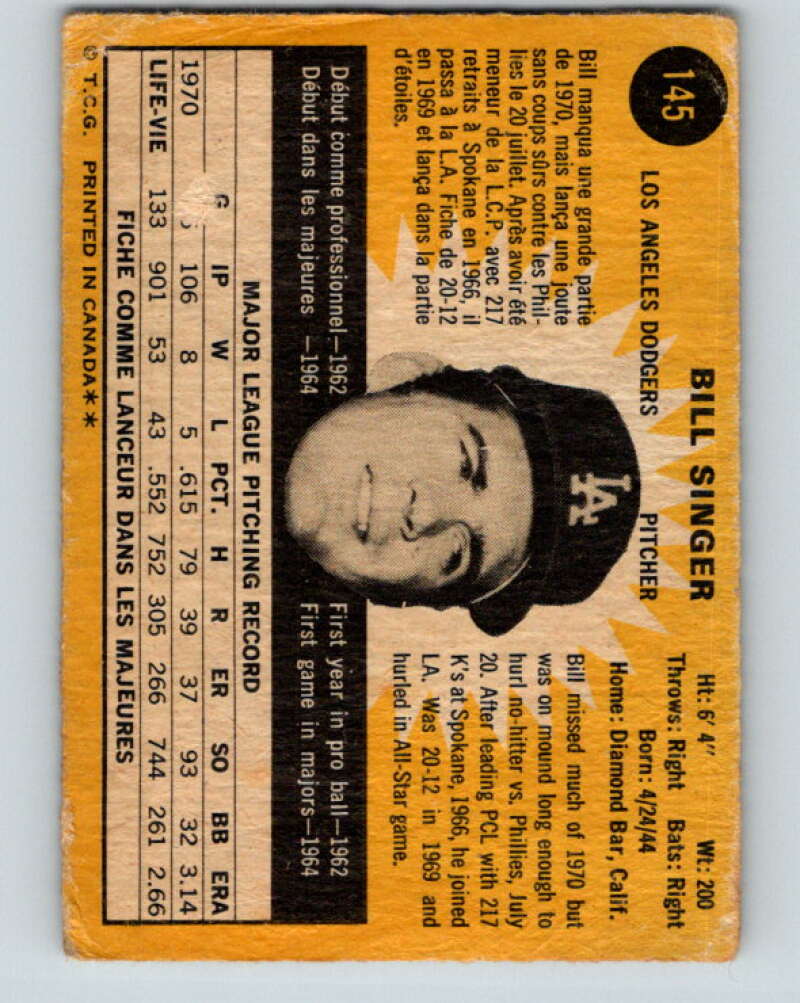 145
BILL SINGER
LOS ANGELES DODGERS PITCHER
Ht: 6' 4" Wt: 200
Throws: Right Bats: Right
Born: 4/24/44
Home: Diamond Bar, Calif.
Bill manqua une grande partie
de 1970, mais lança une joute
sans coups sûrs contre les Phil-
lies le 20 juillet. Après avoir été
meneur de la L.C.P. avec 217
retraits à Spokane en 1966, il
passa à la L.A. Fiche de 20-12
en 1969 et lança dans la partie
d'étoiles.
LA
Bill missed much of 1970 but
was on mound long enough to
hurl no-hitter vs. Phillies, July
20. After leading PCL with 217
K's at Spokane, 1966, he joined
LA. Was 20-12 in 1969 and
hurled in All-Star game.
Début comme professionnel—1962
Début dans les majeures —1964
First year in pro ball—1962
First game in majors—1964
MAJOR LEAGUE PITCHING RECORD
G IP W L PCT. H R ER SO BB ERA
1970 106 8 5 .615 79 39 37 93 32 3.14
LIFE-VIE 133 901 53 43 .552 752 305 266 744 261 2.66
FICHE COMME LANCEUR DANS LES MAJEURES
© T.C.G. PRINTED IN CANADA**